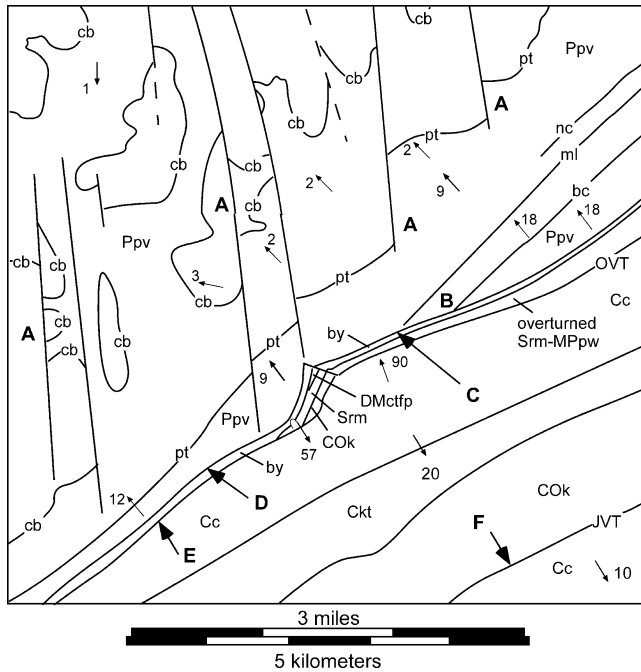 cb cb
Ppv
cb pt
1
cb
A
nc
cb
pt
ml
2
cb
cb
bc
A
2
9
18
18
cb
A
Ppv
2
Ppv
OVT
cb
3
B
Cc
cb
pt
overturned
Srm-MPpw
A
cb
by
cb
pt
90
C
9
DMctfp
Srm
Ppv
COk
pt
57
by
20
COk
12
D
cb
Cc
Ckt
F
JVT
E
Cc
10
3 miles
5 kilometers